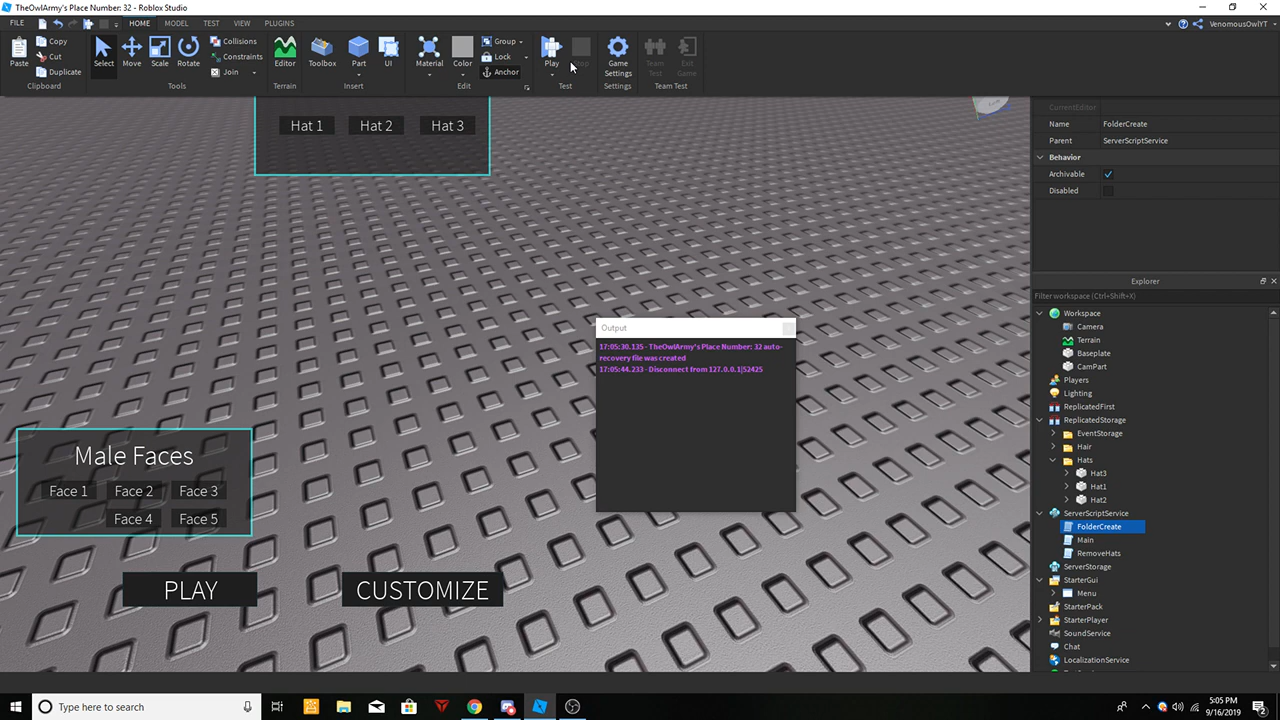 TheOwlArmy's Place Number: 32 - Roblox Studio
FILE HOME MODEL TEST VIEW PLUGINS
VenomousOwlYT
Paste
Copy
Cut
Duplicate
Clipboard
Select Move Scale Rotate
Collisions
Constraints
Join
Tools
Editor
Terrain
Toolbox Part UI
Insert
Material Color
Group
Lock
Anchor
Edit
Play
Test
Game Settings
Settings
Team Test
Exit Game
Team Test
Hat 1 Hat 2 Hat 3
Male Faces
Face 1 Face 2 Face 3
Face 4 Face 5
PLAY CUSTOMIZE
Output
17:05:30.135 - TheOwlArmy's Place Number: 32 auto-
recovery file was created
17:05:44.233 - Disconnect from 127.0.0.1|52425
CurrentEditor
Name FolderCreate
Parent ServerScriptService
Behavior
Archivable
Disabled
Explorer
Filter workspace (Ctrl+Shift+X)
Workspace
Camera
Terrain
Baseplate
CamPart
Players
Lighting
ReplicatedFirst
ReplicatedStorage
EventStorage
Hair
Hats
Hat3
Hat1
Hat2
ServerScriptService
FolderCreate
Main
RemoveHats
ServerStorage
StarterGui
Menu
StarterPack
StarterPlayer
SoundService
Chat
LocalizationService
Type here to search
5:05 PM
9/16/2019
2